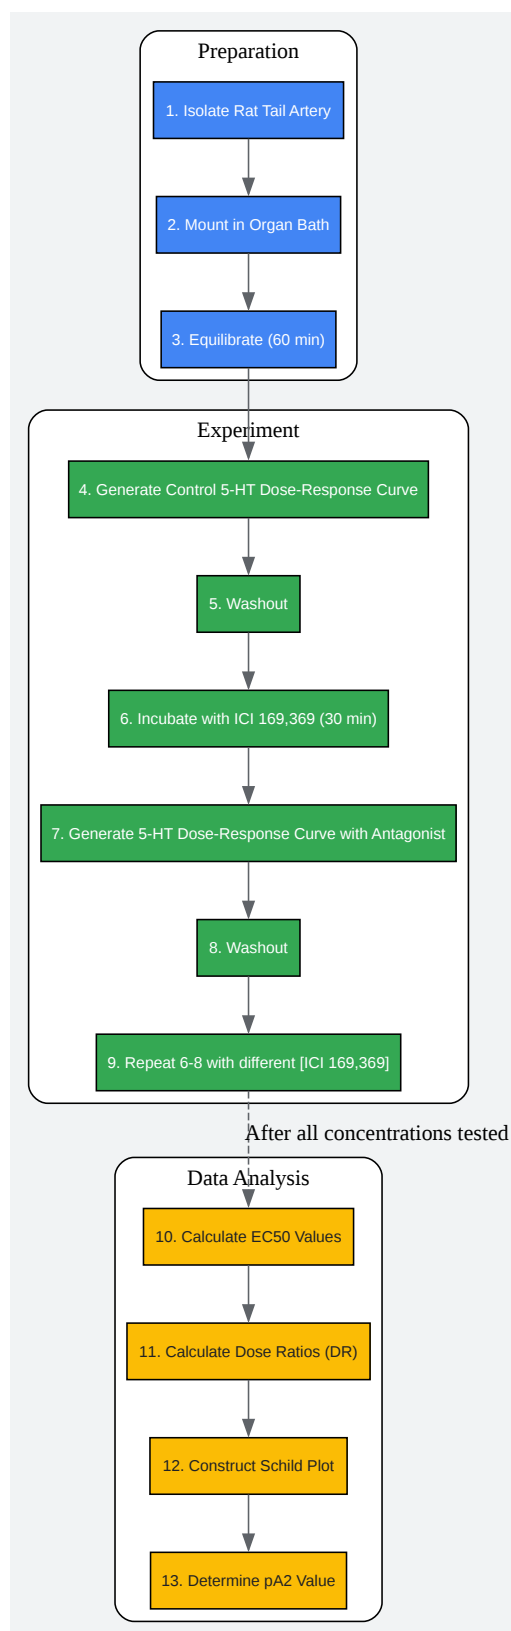 Preparation
1. Isolate Rat Tail Artery
2. Mount in Organ Bath
3. Equilibrate (60 min)
Experiment
4. Generate Control 5-HT Dose-Response Curve
5. Washout
6. Incubate with ICI 169,369 (30 min)
7. Generate 5-HT Dose-Response Curve with Antagonist
8. Washout
9. Repeat 6-8 with different [ICI 169,369]
After all concentrations tested
Data Analysis
10. Calculate EC50 Values
11. Calculate Dose Ratios (DR)
12. Construct Schild Plot
13. Determine pA2 Value